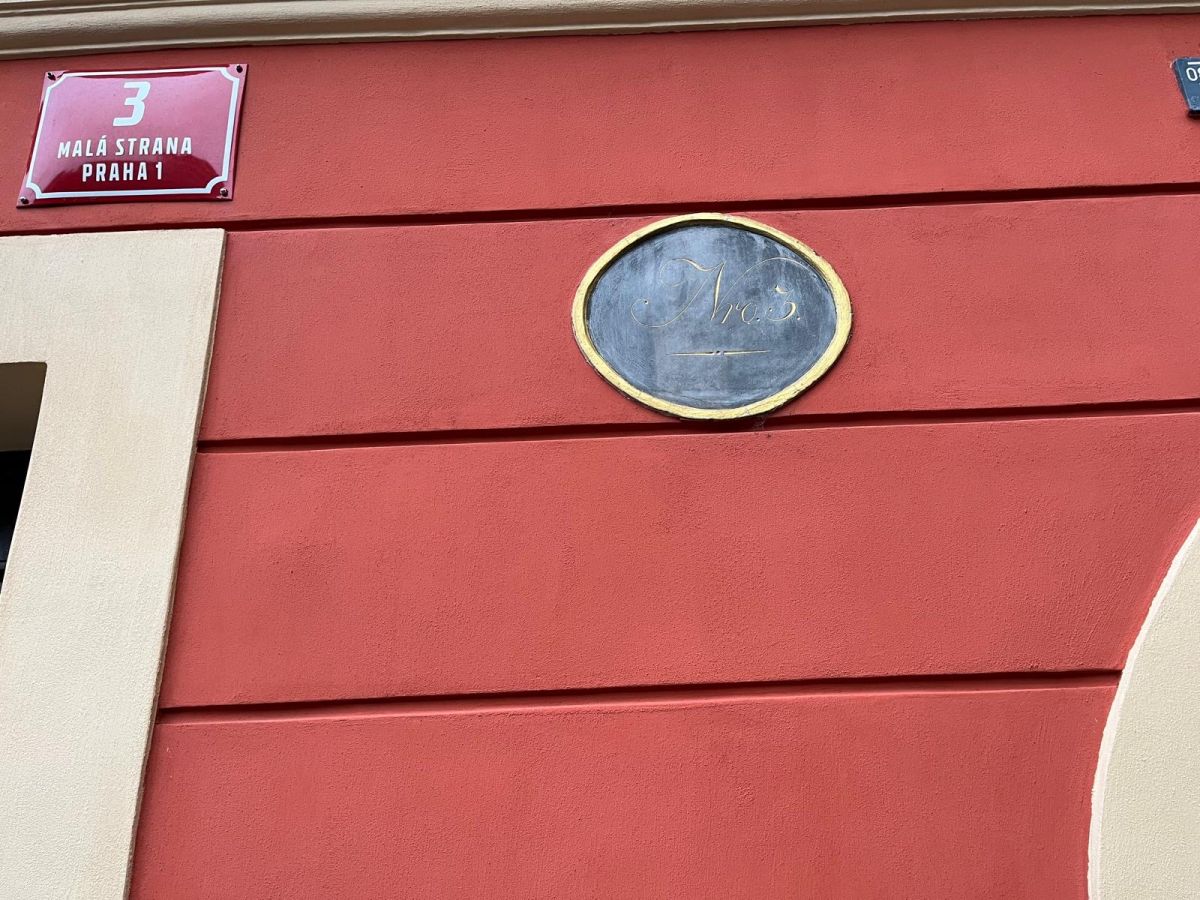 3
MALÁ STRANA
PRAHA 1
Nro. 3.